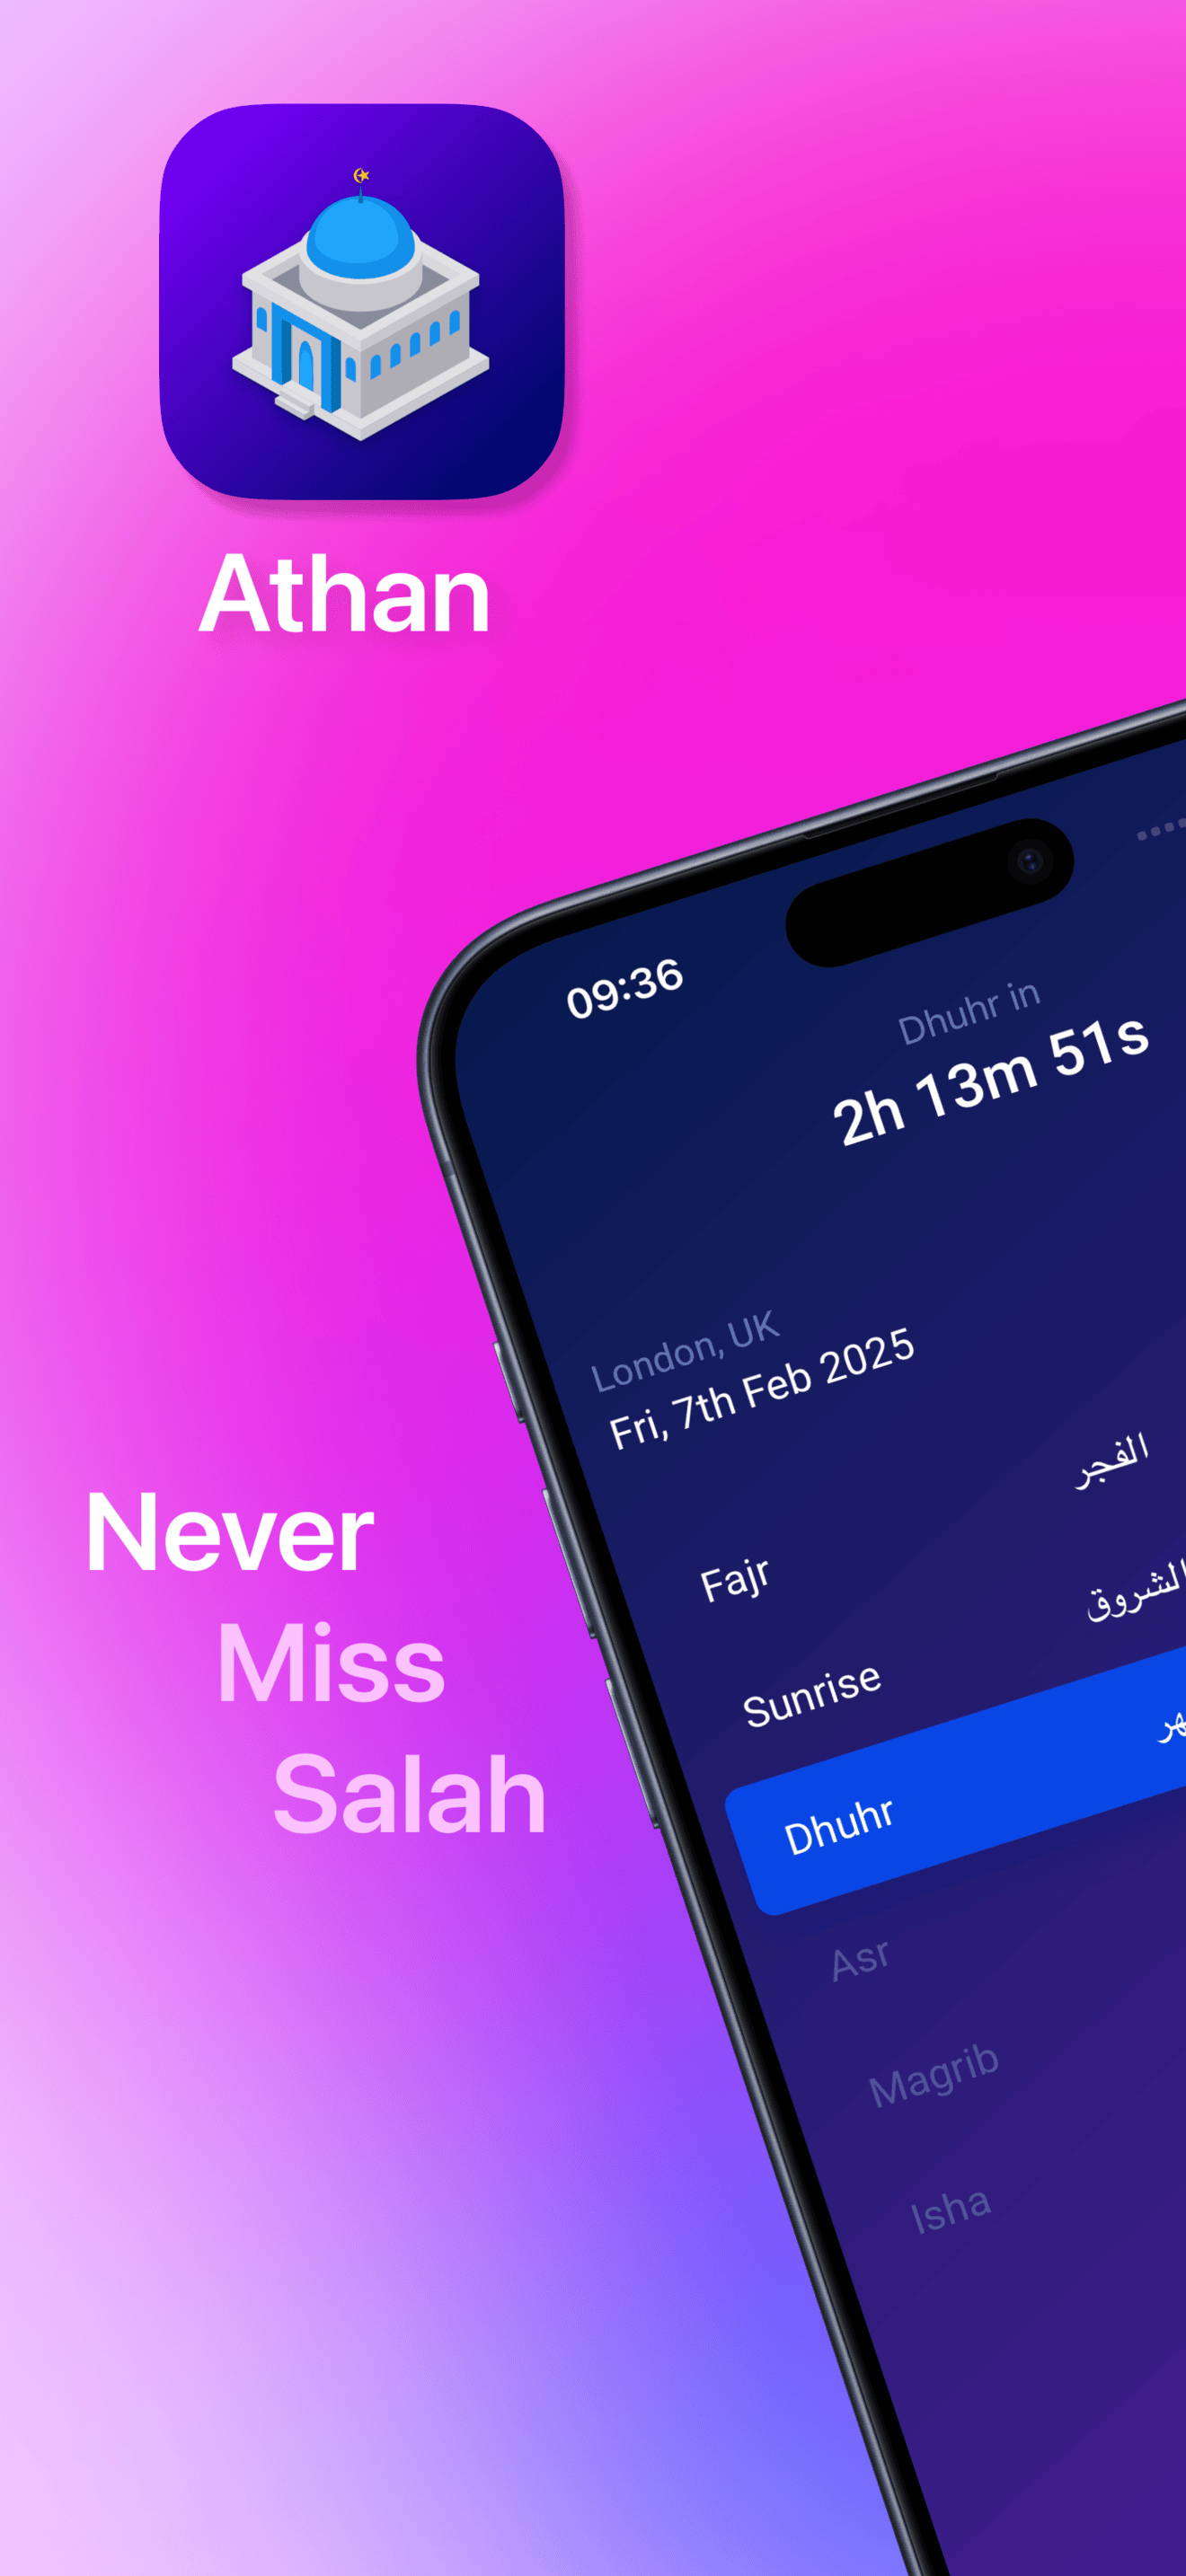 Athan
09:36
Dhuhr in
2h 13m 51s
London, UK
Fri, 7th Feb 2025
Never
Miss
Salah
Fajr الفجر
Sunrise الشروق
Dhuhr
Asr
Magrib
Isha